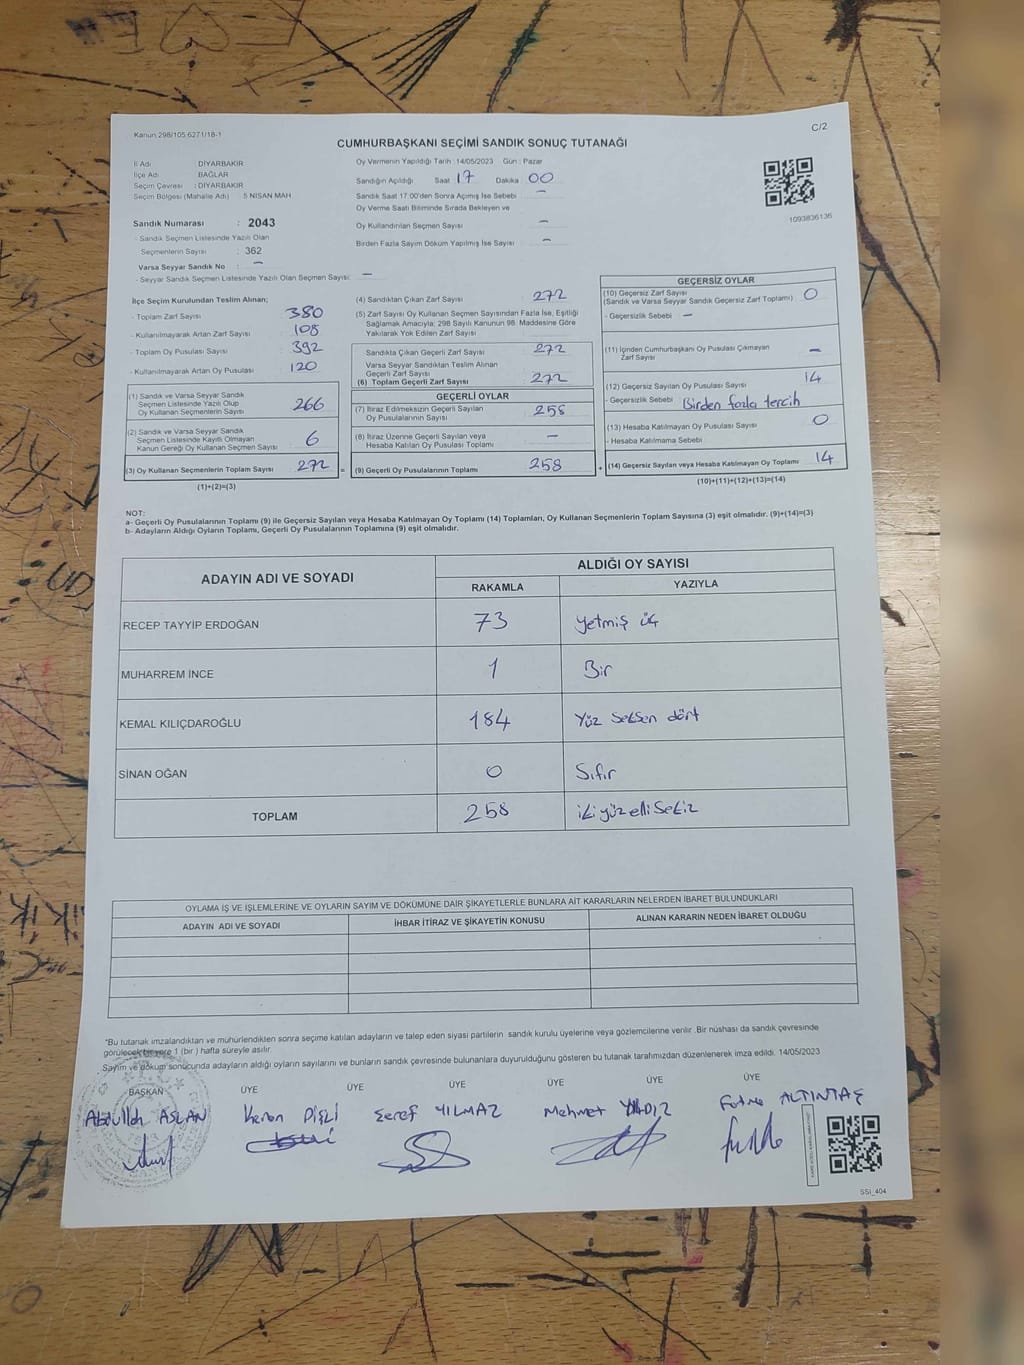 Kanun:298/105:6271/18-1
C/2
CUMHURBAŞKANI SEÇİMİ SANDIK SONUÇ TUTANAĞI
İl Adı DİYARBAKIR
İlçe Adı BAĞLAR
Seçim Çevresi : DİYARBAKIR
Seçim Bölgesi (Mahalle Adı) 5 NİSAN MAH
Sandık Numarası : 2043
- Sandık Seçmen Listesinde Yazılı Olan
Seçmenlerin Sayısı : 362
Varsa Seyyar Sandık No : –
- Seyyar Sandık Seçmen Listesinde Yazılı Olan Seçmen Sayısı: –
Oy Vermenin Yapıldığı Tarih : 14/05/2023 Gün : Pazar
Sandığın Açıldığı Saat 17 Dakika 00
Sandık Saat 17:00'den Sonra Açılmış İse Sebebi –
Oy Verme Saati Bitiminde Sırada Bekleyen ve
Oy Kullandırılan Seçmen Sayısı –
Birden Fazla Sayım Döküm Yapılmış İse Sayısı –
1093836136
İlçe Seçim Kurulundan Teslim Alınan;
- Toplam Zarf Sayısı 380
- Kullanılmayarak Artan Zarf Sayısı 108
- Toplam Oy Pusulası Sayısı 392
- Kullanılmayarak Artan Oy Pusulası 120
(1) Sandık ve Varsa Seyyar Sandık
Seçmen Listesinde Yazılı Olup
Oy Kullanan Seçmenlerin Sayısı 266
(2) Sandık ve Varsa Seyyar Sandık
Seçmen Listesinde Kayıtlı Olmayan
Kanun Gereği Oy Kullanan Seçmen Sayısı 6
(3) Oy Kullanan Seçmenlerin Toplam Sayısı 272 =
(1)+(2)=(3)
(4) Sandıktan Çıkan Zarf Sayısı 272
(5) Zarf Sayısı Oy Kullanan Seçmen Sayısından Fazla İse, Eşitliği
Sağlamak Amacıyla; 298 Sayılı Kanunun 98. Maddesine Göre
Yakılarak Yok Edilen Zarf Sayısı
Sandıkta Çıkan Geçerli Zarf Sayısı 272
Varsa Seyyar Sandıktan Teslim Alınan
Geçerli Zarf Sayısı
(6) Toplam Geçerli Zarf Sayısı 272
GEÇERLİ OYLAR
(7) İtiraz Edilmeksizin Geçerli Sayılan
Oy Pusulalarının Sayısı 258
(8) İtiraz Üzerine Geçerli Sayılan veya
Hesaba Katılan Oy Pusulası Toplamı –
(9) Geçerli Oy Pusulalarının Toplamı 258 +
GEÇERSİZ OYLAR
(10) Geçersiz Zarf Sayısı
(Sandık ve Varsa Seyyar Sandık Geçersiz Zarf Toplamı) 0
- Geçersizlik Sebebi –
(11) İçinden Cumhurbaşkanı Oy Pusulası Çıkmayan
Zarf Sayısı –
(12) Geçersiz Sayılan Oy Pusulası Sayısı 14
- Geçersizlik Sebebi Birden fazla tercih
(13) Hesaba Katılmayan Oy Pusulası Sayısı 0
- Hesaba Katılmama Sebebi
(14) Geçersiz Sayılan veya Hesaba Katılmayan Oy Toplamı 14
(10)+(11)+(12)+(13)=(14)
NOT:
a- Geçerli Oy Pusulalarının Toplamı (9) ile Geçersiz Sayılan veya Hesaba Katılmayan Oy Toplamı (14) Toplamları, Oy Kullanan Seçmenlerin Toplam Sayısına (3) eşit olmalıdır. (9)+(14)=(3)
b- Adayların Aldığı Oyların Toplamı, Geçerli Oy Pusulalarının Toplamına (9) eşit olmalıdır.
ADAYIN ADI VE SOYADI ALDIĞI OY SAYISI
RAKAMLA YAZIYLA
RECEP TAYYİP ERDOĞAN 73 Yetmiş üç
MUHARREM İNCE 1 Bir
KEMAL KILIÇDAROĞLU 184 Yüz Seksen dört
SİNAN OĞAN 0 Sıfır
TOPLAM 258 iki yüz elli Sekiz
OYLAMA İŞ VE İŞLEMLERİNE VE OYLARIN SAYIM VE DÖKÜMÜNE DAİR ŞİKAYETLERLE BUNLARA AİT KARARLARIN NELERDEN İBARET BULUNDUKLARI
ADAYIN ADI VE SOYADI İHBAR İTİRAZ VE ŞİKAYETİN KONUSU ALINAN KARARIN NEDEN İBARET OLDUĞU
*Bu tutanak imzalandıktan ve mühürlendikten sonra seçime katılan adayların ve talep eden siyasi partilerin sandık kurulu üyelerine veya gözlemcilerine verilir .Bir nüshası da sandık çevresinde
görülecek bir yere 1 (bir ) hafta süreyle asılır.
Sayım ve döküm sonucunda adayların aldığı oyların sayılarını ve bunların sandık çevresinde bulunanlara duyurulduğunu gösteren bu tutanak tarafımızdan düzenlenerek imza edildi. 14/05/2023
BAŞKAN ÜYE ÜYE ÜYE ÜYE ÜYE
Abdullah ASLAN Kenan Dişli Şeref YILMAZ Mehmet YILDIZ Fatma ALTINTAŞ
SSİ_404